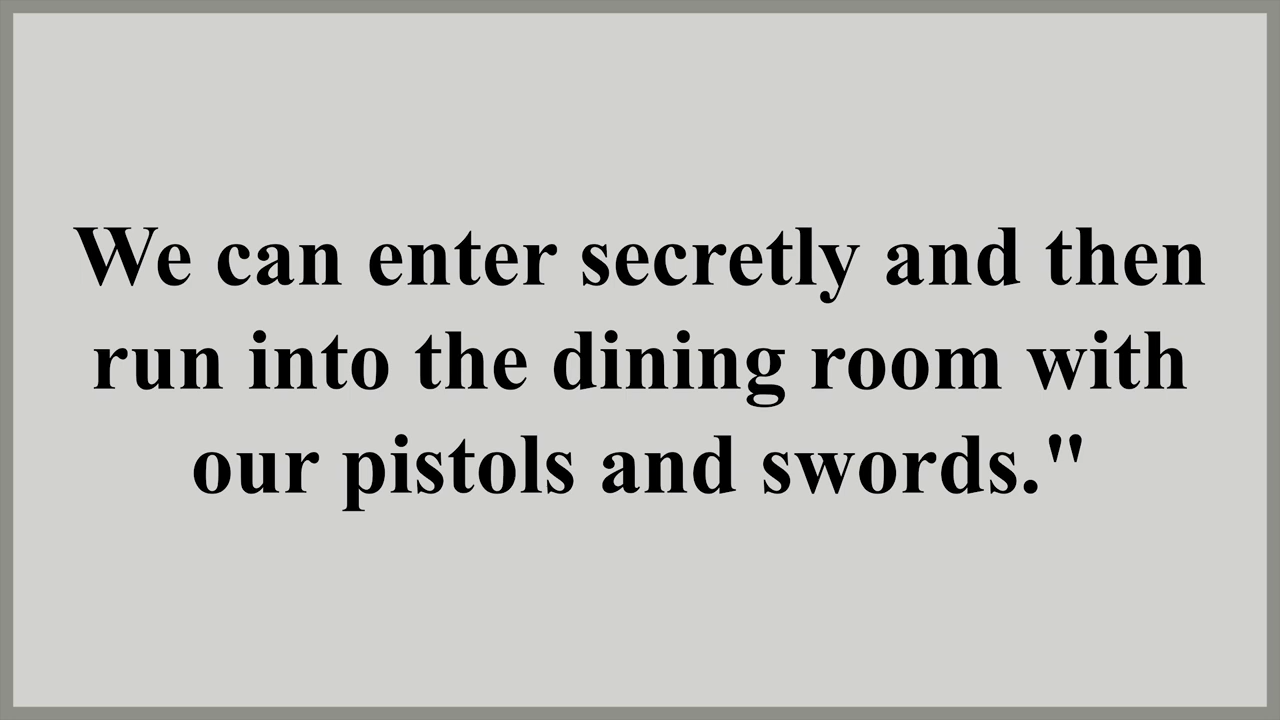 We can enter secretly and then
run into the dining room with
our pistols and swords."